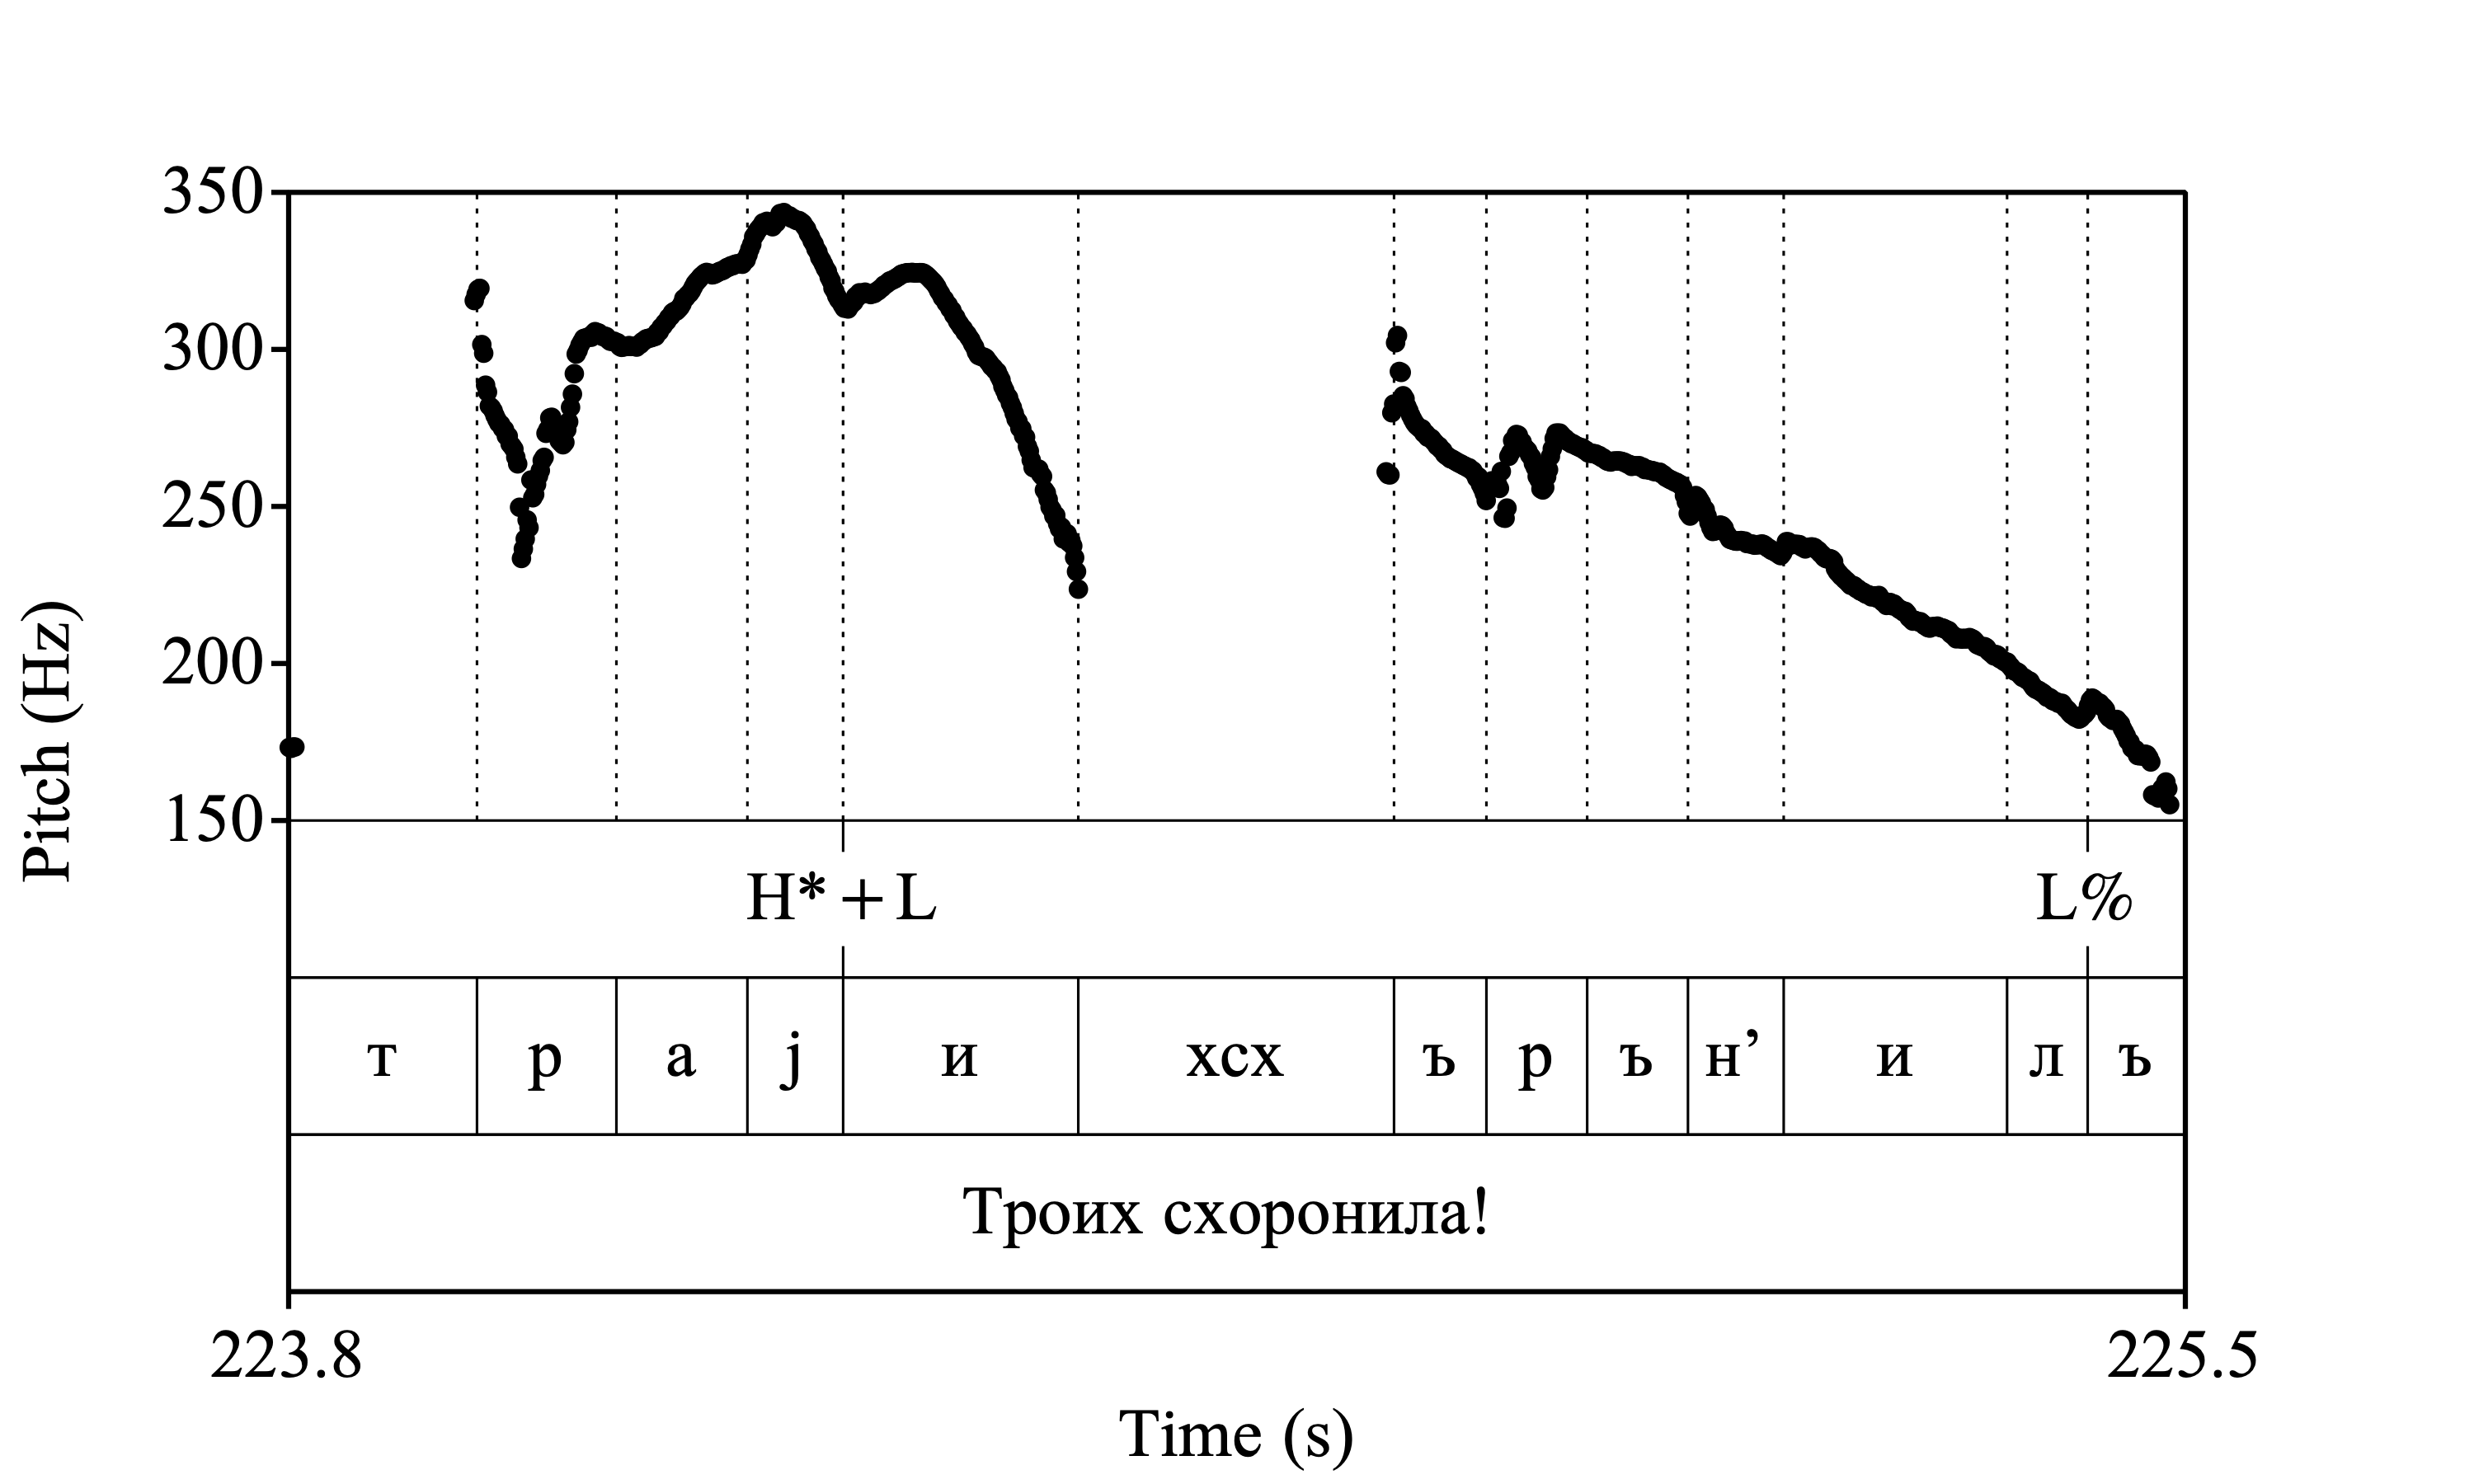 350
300
250
200
150
Pitch (Hz)
H* + L L%
т р а j и хсх ъ р ъ н’ и л ъ
Троих схоронила!
223.8 225.5
Time (s)